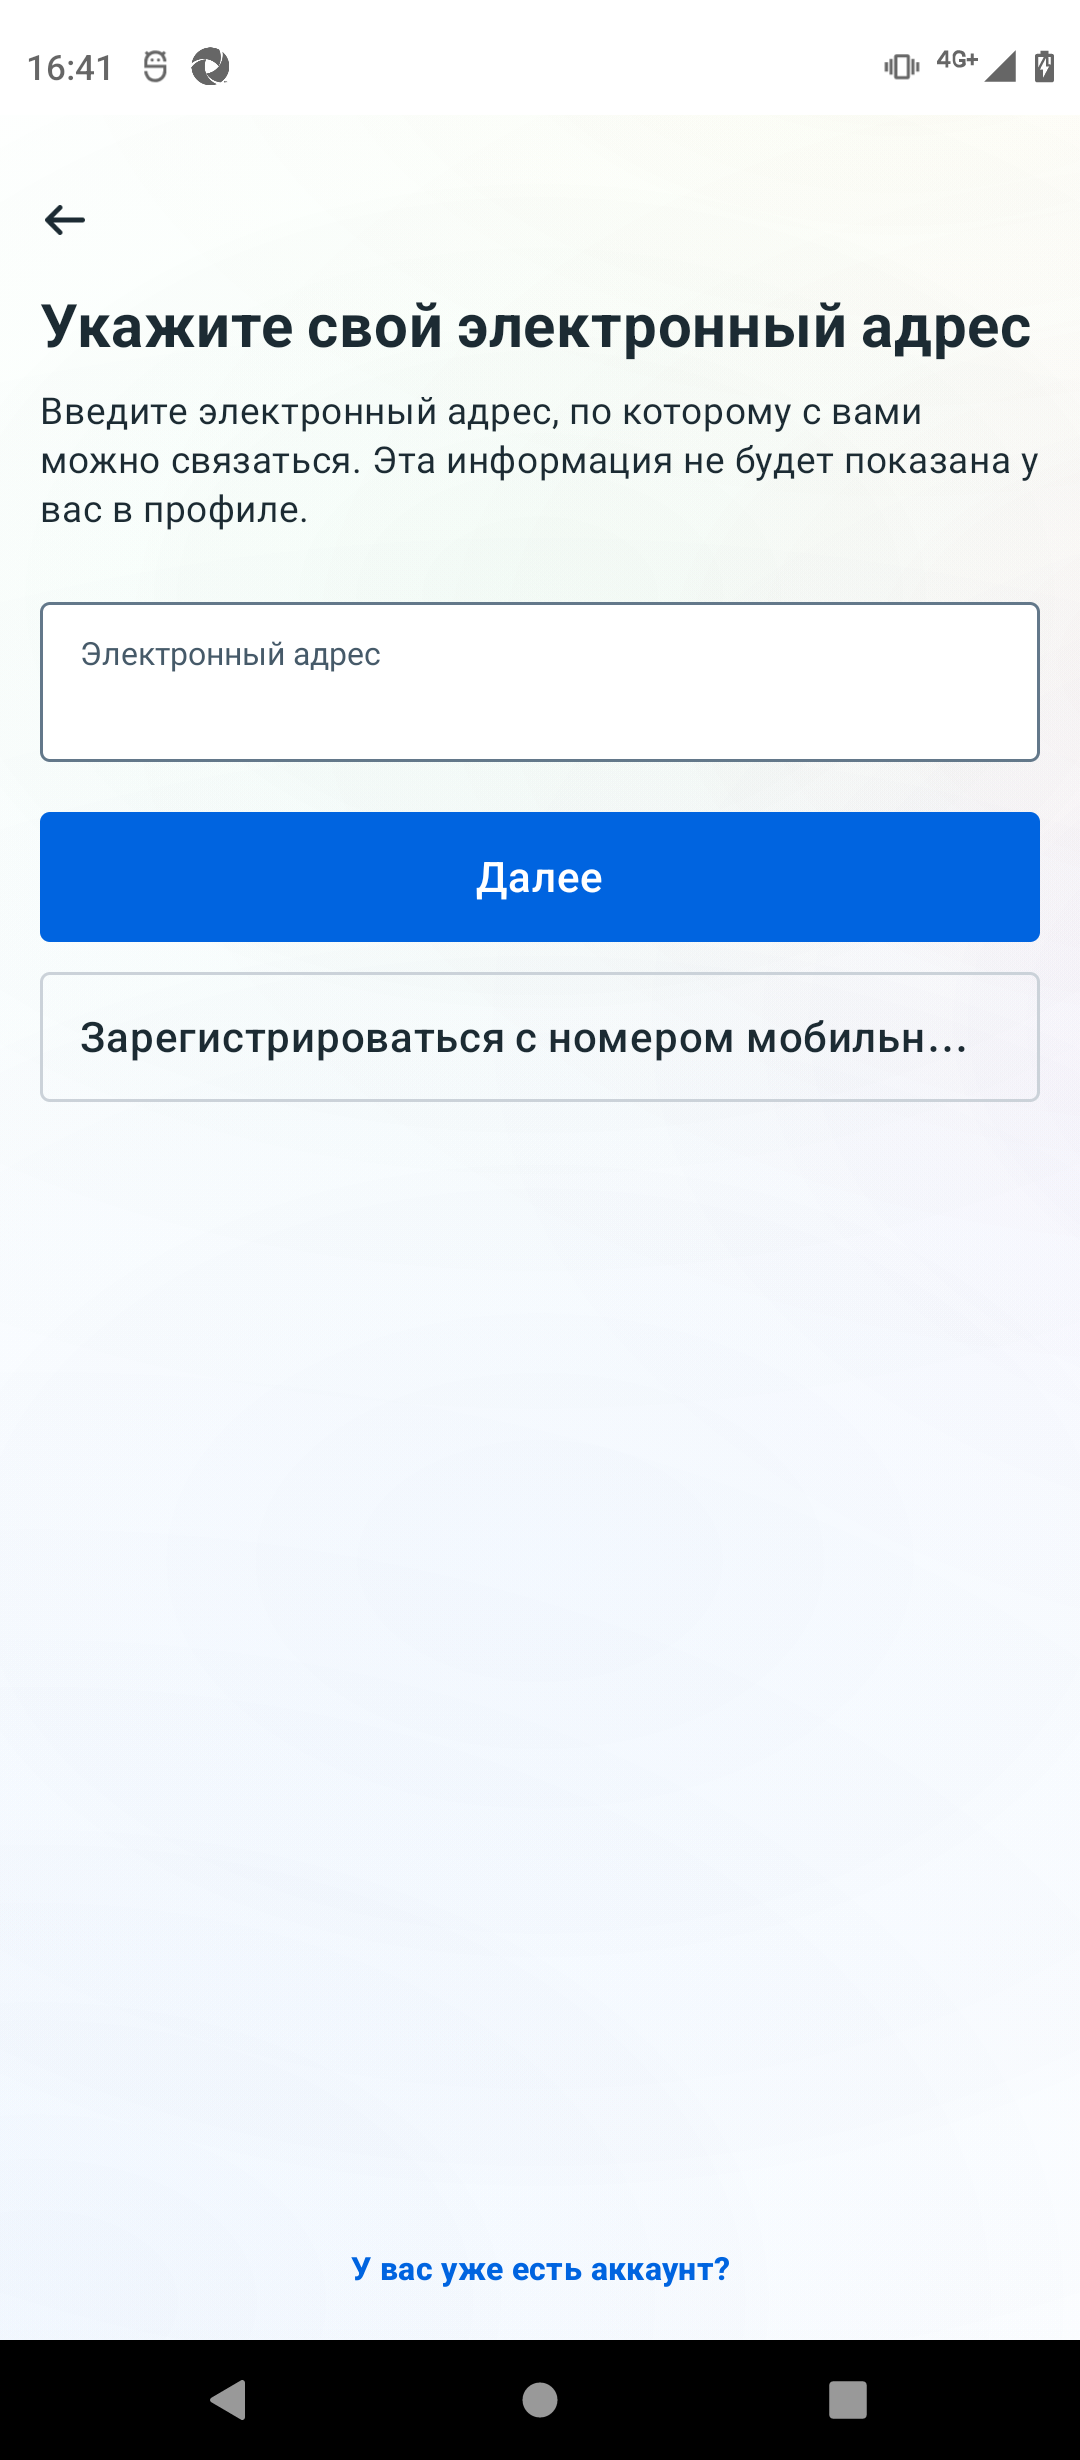 16:41
4G+
Укажите свой электронный адрес
Введите электронный адрес, по которому с вами
можно связаться. Эта информация не будет показана у
вас в профиле.
Электронный адрес
Далее
Зарегистрироваться с номером мобильн…
У вас уже есть аккаунт?